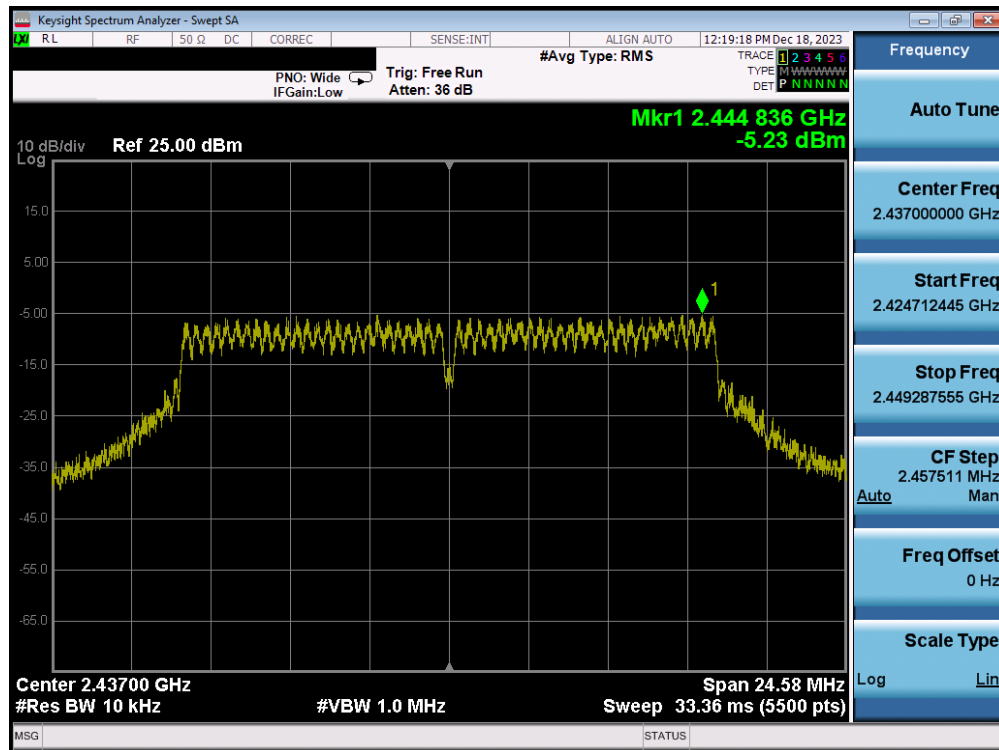 Keysight Spectrum Analyzer - Swept SA
LXI RL RF 50 Ω DC CORREC SENSE:INT ALIGN AUTO 12:19:18 PM Dec 18, 2023
#Avg Type: RMS
TRACE 1 2 3 4 5 6
TYPE M WWWWW
DET P N N N N N
PNO: Wide
IFGain:Low
Trig: Free Run
Atten: 36 dB
Mkr1 2.444 836 GHz
-5.23 dBm
10 dB/div
Log
Ref 25.00 dBm
15.0
5.00
-5.00
-15.0
-25.0
-35.0
-45.0
-55.0
-65.0
1
Center 2.43700 GHz
Span 24.58 MHz
#Res BW 10 kHz
#VBW 1.0 MHz
Sweep 33.36 ms (5500 pts)
MSG
STATUS
Frequency
Auto Tune
Center Freq
2.437000000 GHz
Start Freq
2.424712445 GHz
Stop Freq
2.449287555 GHz
CF Step
2.457511 MHz
Auto Man
Freq Offset
0 Hz
Scale Type
Log Lin